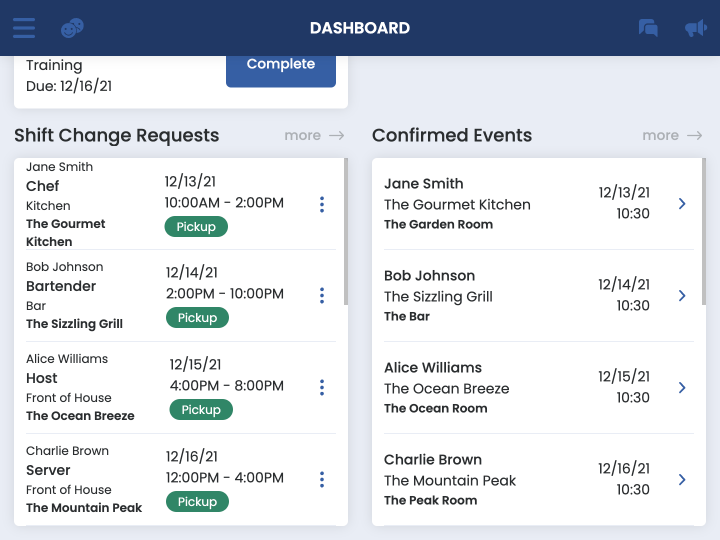 DASHBOARD
Training
Due: 12/16/21
Complete
Shift Change Requests
more
Jane Smith
Chef
Kitchen
The Gourmet
Kitchen
12/13/21
10:00AM - 2:00PM
Pickup
Bob Johnson
Bartender
Bar
The Sizzling Grill
12/14/21
2:00PM - 10:00PM
Pickup
Alice Williams
Host
Front of House
The Ocean Breeze
12/15/21
4:00PM - 8:00PM
Pickup
Charlie Brown
Server
Front of House
The Mountain Peak
12/16/21
12:00PM - 4:00PM
Pickup
Confirmed Events
more
Jane Smith
The Gourmet Kitchen
The Garden Room
12/13/21
10:30
Bob Johnson
The Sizzling Grill
The Bar
12/14/21
10:30
Alice Williams
The Ocean Breeze
The Ocean Room
12/15/21
10:30
Charlie Brown
The Mountain Peak
The Peak Room
12/16/21
10:30